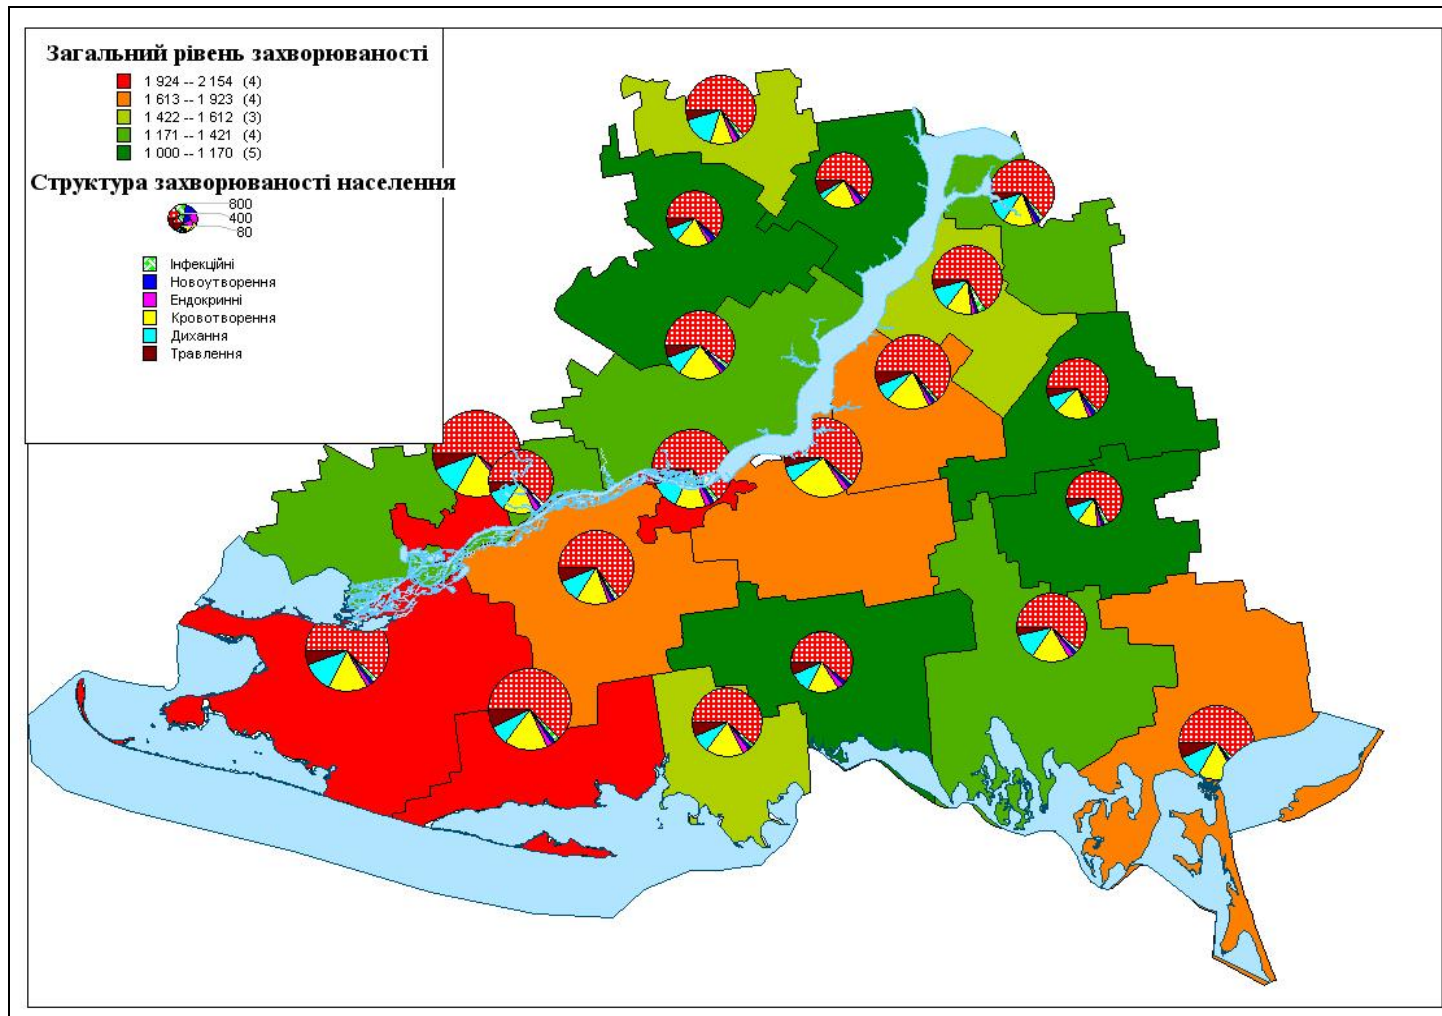 Загальний рівень захворюваності
1 924 -- 2 154 (4)
1 613 -- 1 923 (4)
1 422 -- 1 612 (3)
1 171 -- 1 421 (4)
1 000 -- 1 170 (5)
Структура захворюваності населення
800
400
80
Інфекційні
Новоутворення
Ендокринні
Кровотворення
Дихання
Травлення